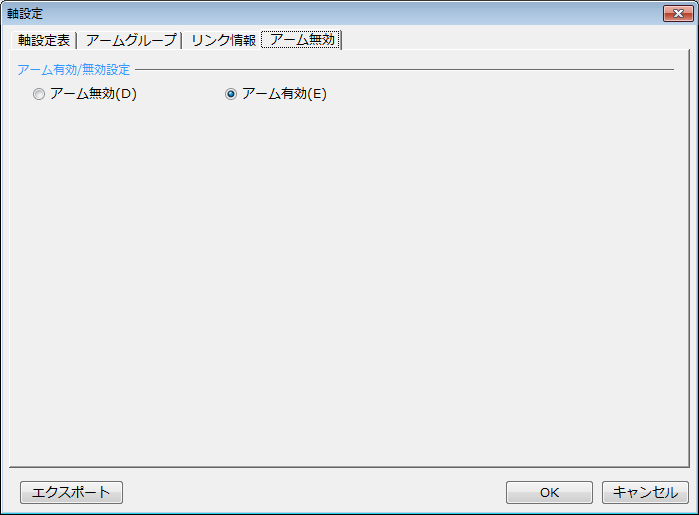 軸設定
軸設定表 アームグループ リンク情報 アーム無効
アーム有効/無効設定
アーム無効(D) アーム有効(E)
エクスポート OK キャンセル